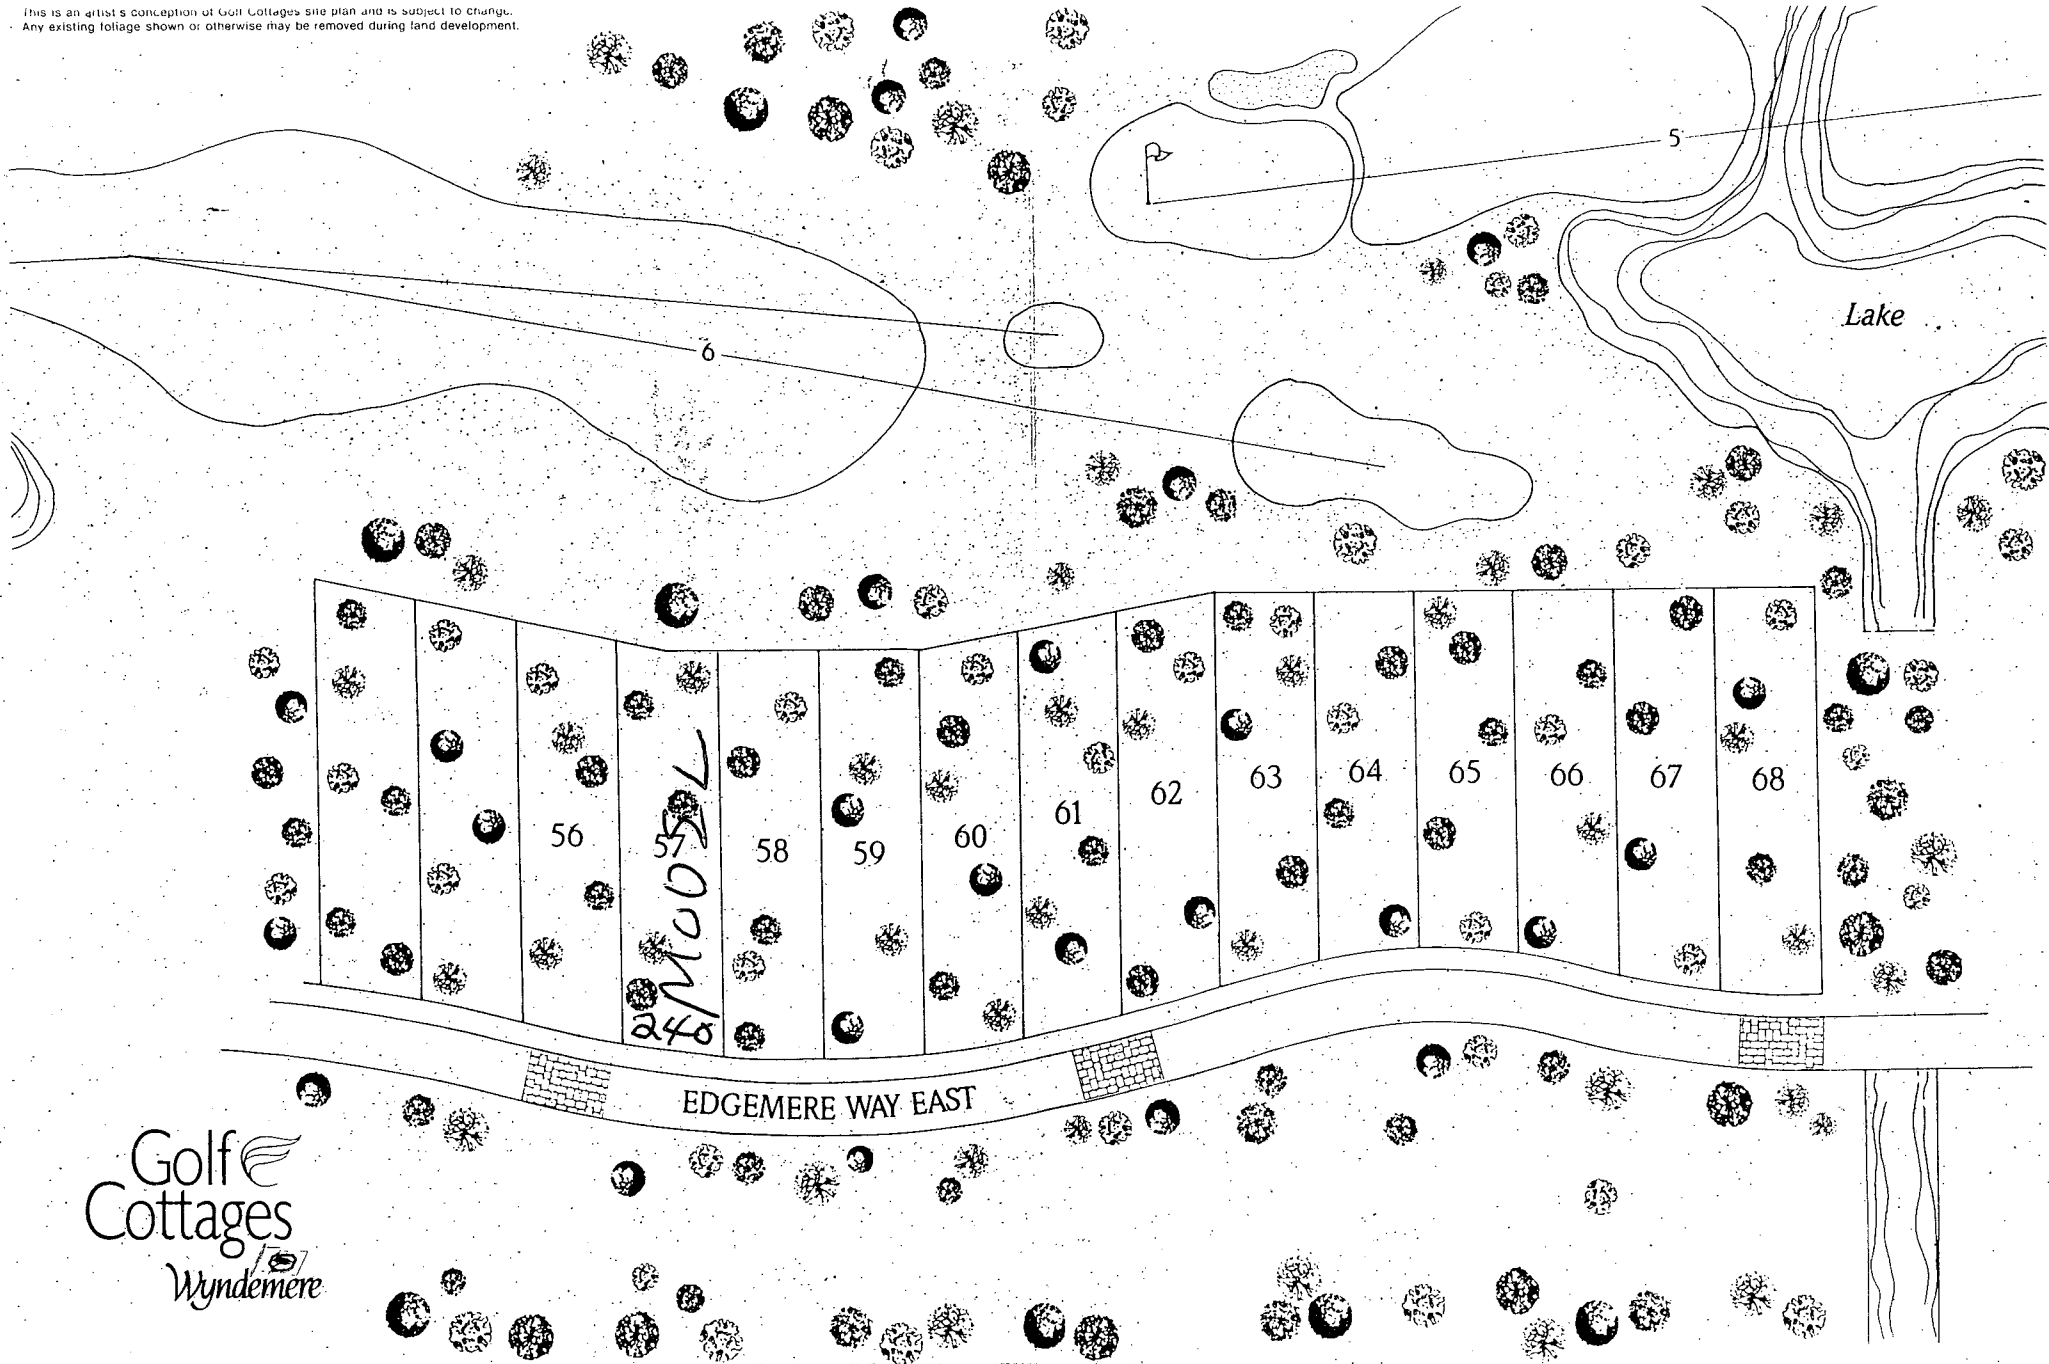 This is an artist's conception of Golf Cottages site plan and is subject to change.
Any existing foliage shown or otherwise may be removed during land development.
5
6
Lake
56
57
58
59
60
61
62
63
64
65
66
67
68
240
EDGEMERE WAY EAST
Golf
Cottages
Wyndemere